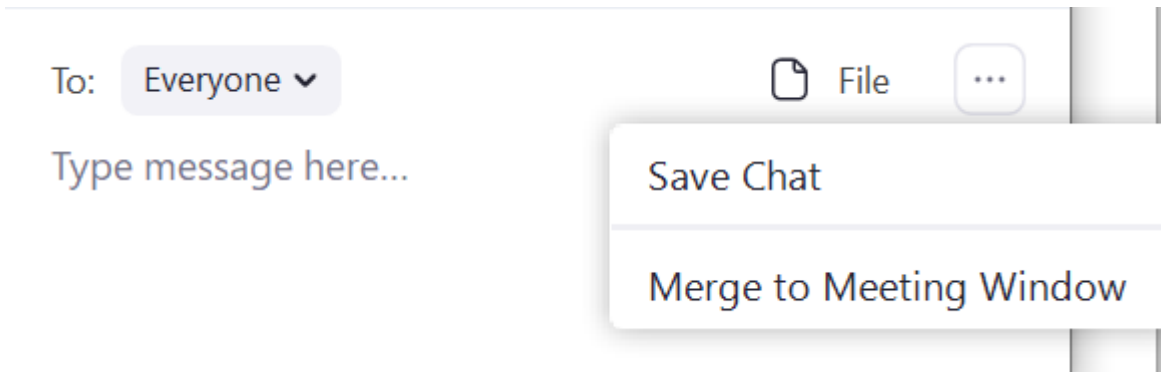 To: Everyone File ...
Type message here...
Save Chat
Merge to Meeting Window